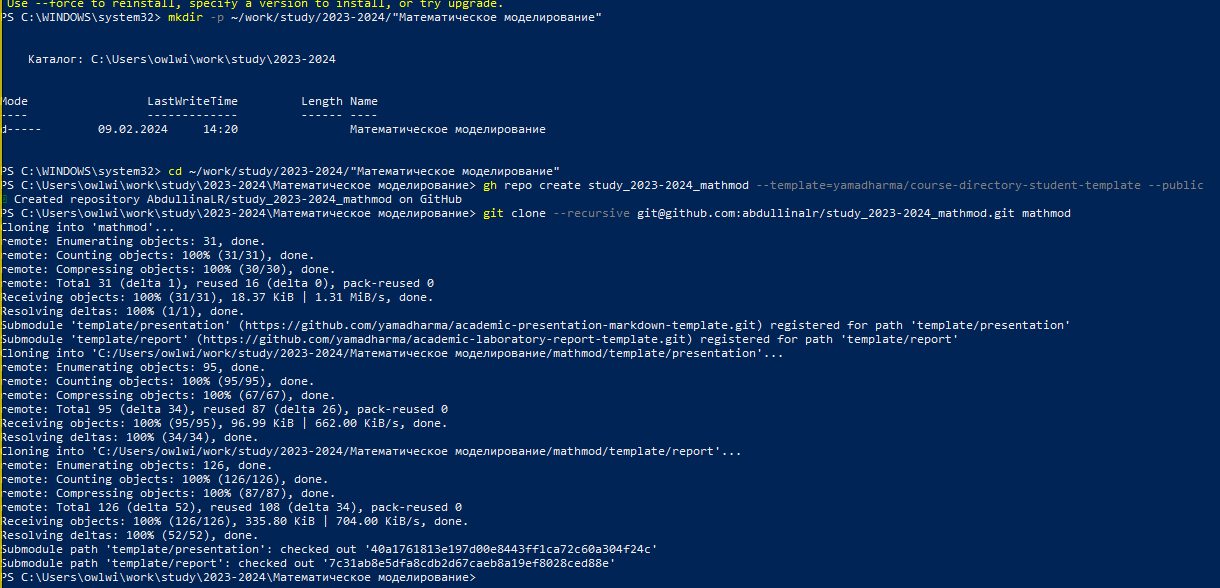 Use --force to reinstall, specify a version to install, or try upgrade.
PS C:\WINDOWS\system32> mkdir -p ~/work/study/2023-2024/"Математическое моделирование"
Каталог: C:\Users\owlwi\work\study\2023-2024
Mode LastWriteTime Length Name
---- ------------- ------ ----
d----- 09.02.2024 14:20 Математическое моделирование
PS C:\WINDOWS\system32> cd ~/work/study/2023-2024/"Математическое моделирование"
PS C:\Users\owlwi\work\study\2023-2024\Математическое моделирование> gh repo create study_2023-2024_mathmod --template=yamadharma/course-directory-student-template --public
Created repository AbdullinaLR/study_2023-2024_mathmod on GitHub
PS C:\Users\owlwi\work\study\2023-2024\Математическое моделирование> git clone --recursive git@github.com:abdullinalr/study_2023-2024_mathmod.git mathmod
Cloning into 'mathmod'...
remote: Enumerating objects: 31, done.
remote: Counting objects: 100% (31/31), done.
remote: Compressing objects: 100% (30/30), done.
remote: Total 31 (delta 1), reused 16 (delta 0), pack-reused 0
Receiving objects: 100% (31/31), 18.37 KiB | 1.31 MiB/s, done.
Resolving deltas: 100% (1/1), done.
Submodule 'template/presentation' (https://github.com/yamadharma/academic-presentation-markdown-template.git) registered for path 'template/presentation'
Submodule 'template/report' (https://github.com/yamadharma/academic-laboratory-report-template.git) registered for path 'template/report'
Cloning into 'C:/Users/owlwi/work/study/2023-2024/Математическое моделирование/mathmod/template/presentation'...
remote: Enumerating objects: 95, done.
remote: Counting objects: 100% (95/95), done.
remote: Compressing objects: 100% (67/67), done.
remote: Total 95 (delta 34), reused 87 (delta 26), pack-reused 0
Receiving objects: 100% (95/95), 96.99 KiB | 662.00 KiB/s, done.
Resolving deltas: 100% (34/34), done.
Cloning into 'C:/Users/owlwi/work/study/2023-2024/Математическое моделирование/mathmod/template/report'...
remote: Enumerating objects: 126, done.
remote: Counting objects: 100% (126/126), done.
remote: Compressing objects: 100% (87/87), done.
remote: Total 126 (delta 52), reused 108 (delta 34), pack-reused 0
Receiving objects: 100% (126/126), 335.80 KiB | 704.00 KiB/s, done.
Resolving deltas: 100% (52/52), done.
Submodule path 'template/presentation': checked out '40a1761813e197d00e8443ff1ca72c60a304f24c'
Submodule path 'template/report': checked out '7c31ab8e5dfa8cdb2d67caeb8a19ef8028ced88e'
PS C:\Users\owlwi\work\study\2023-2024\Математическое моделирование>